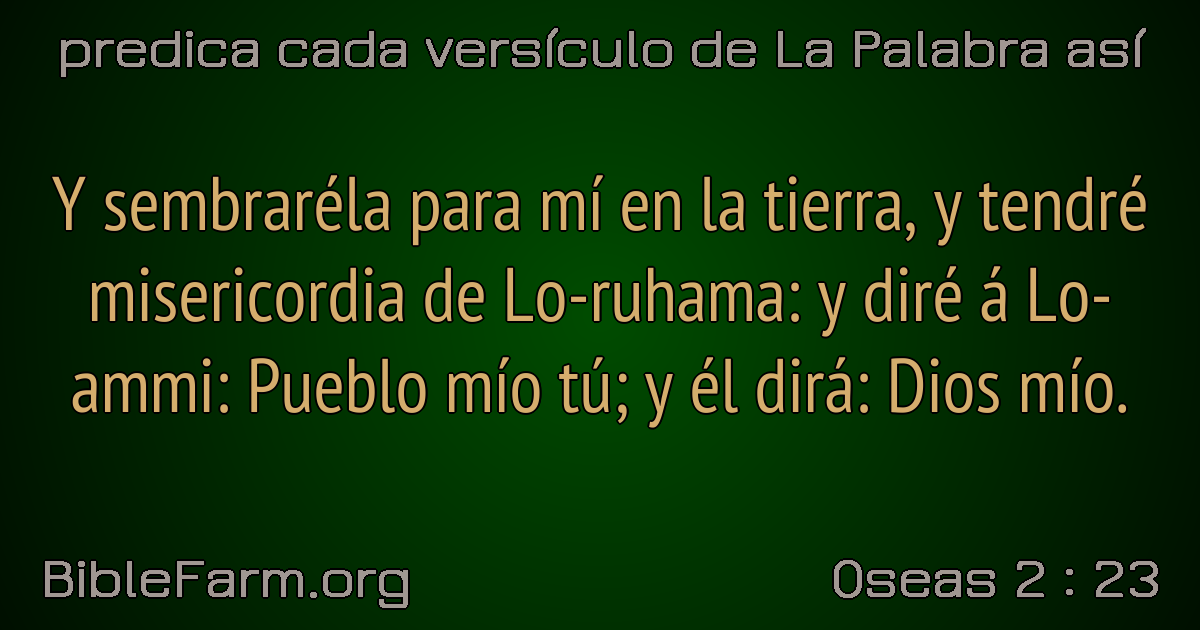 predica cada versículo de La Palabra así
Y sembraréla para mí en la tierra, y tendré
misericordia de Lo-ruhama: y diré á Lo-
ammi: Pueblo mío tú; y él dirá: Dios mío.
BibleFarm.org
Oseas 2 : 23